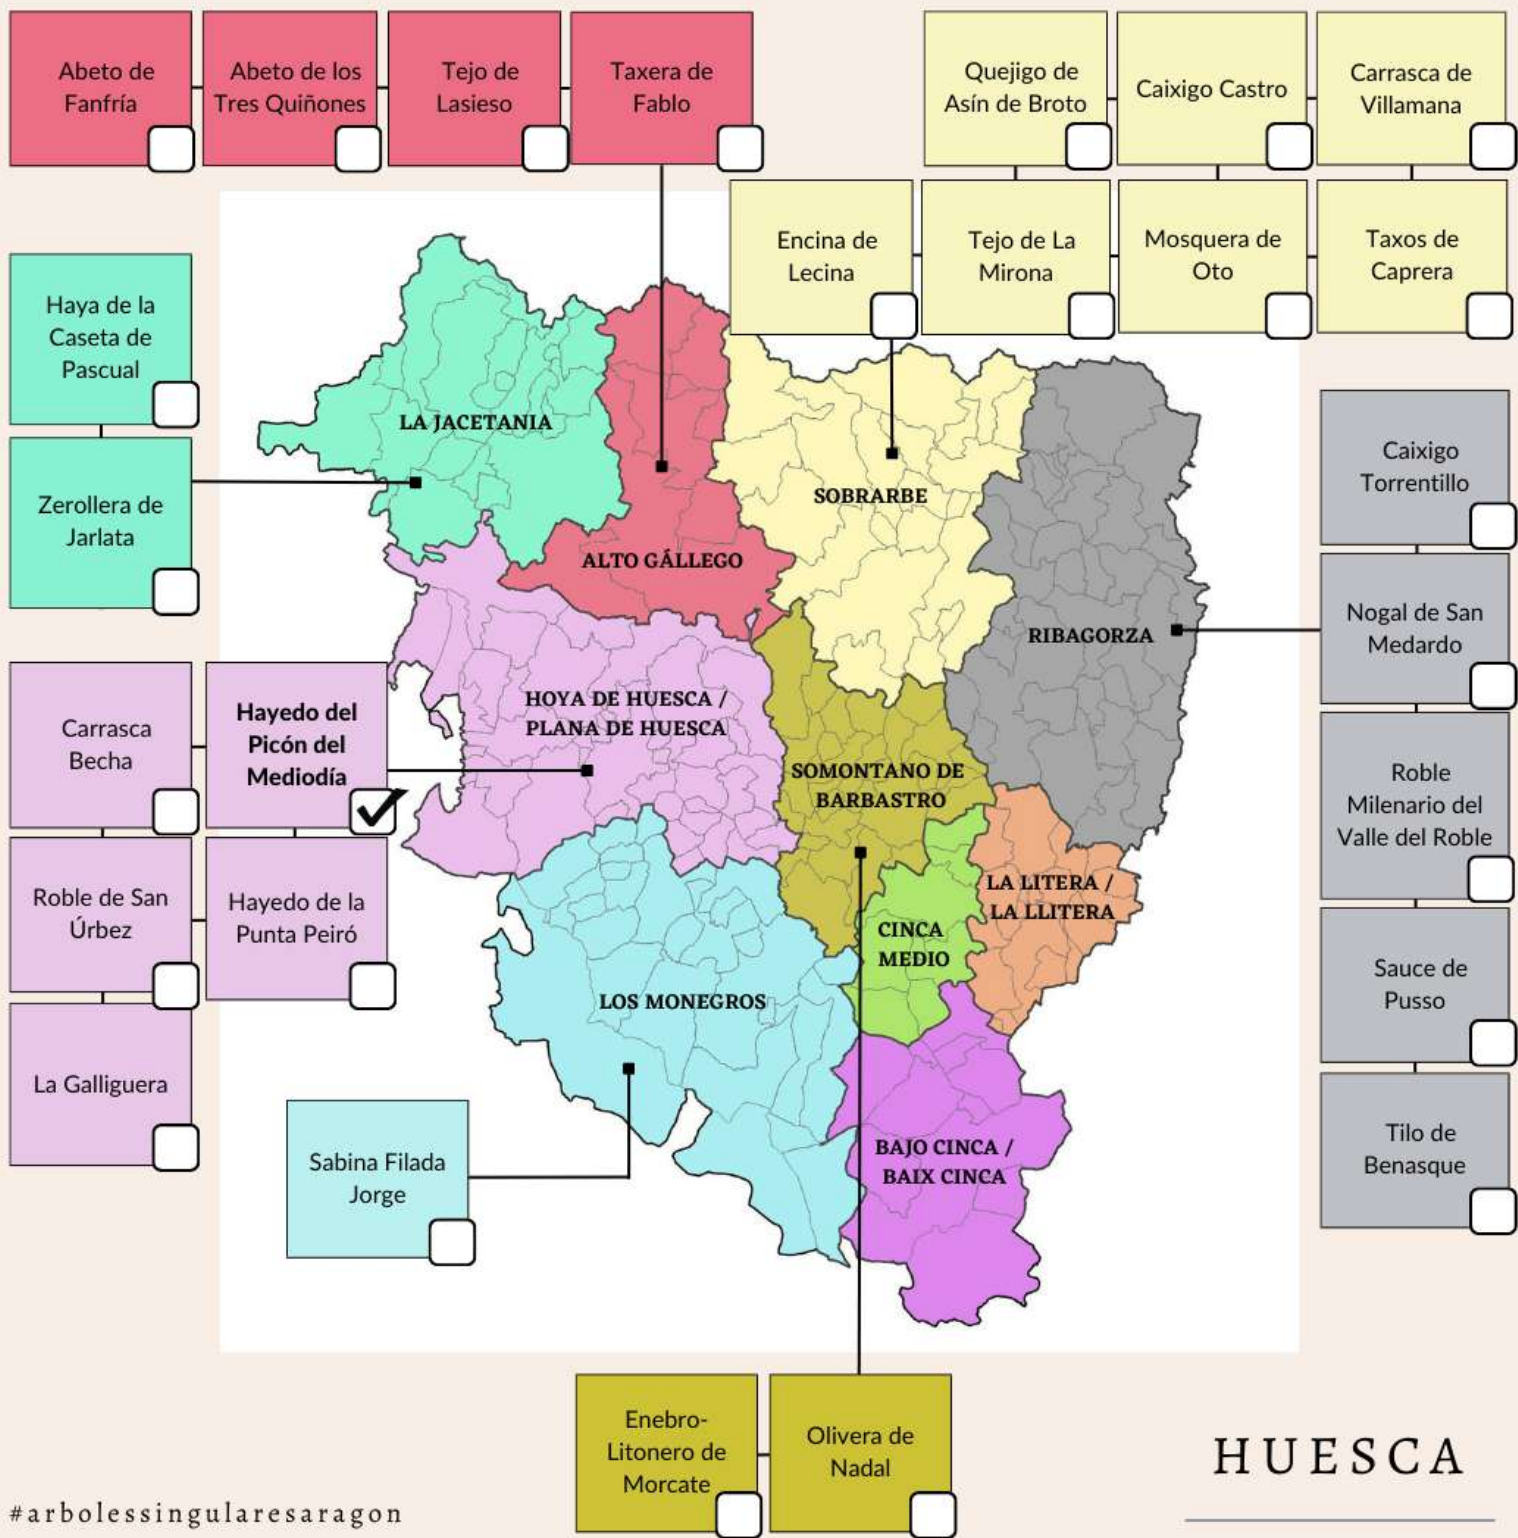 Abeto de
Fanfría
Abeto de los
Tres Quiñones
Tejo de
Lasieso
Taxera de
Fablo
Quejigo de
Asín de Broto
Caixigo Castro
Carrasca de
Villamana
Encina de
Lecina
Tejo de La
Mirona
Mosquera de
Oto
Taxos de
Caprera
Haya de la
Caseta de
Pascual
Zerollera de
Jarlata
LA JACETANIA
ALTO GÁLLEGO
SOBRARBE
RIBAGORZA
HOYA DE HUESCA /
PLANA DE HUESCA
SOMONTANO DE
BARBASTRO
LA LITERA /
LA LLITERA
CINCA
MEDIO
LOS MONEGROS
BAJO CINCA /
BAIX CINCA
Caixigo
Torrentillo
Nogal de San
Medardo
Roble
Milenario del
Valle del Roble
Sauce de
Pusso
Tilo de
Benasque
Carrasca
Becha
Hayedo del
Picón del
Mediodía
Roble de San
Úrbez
Hayedo de la
Punta Peiró
La Galliguera
Sabina Filada
Jorge
Enebro-
Litonero de
Morcate
Olivera de
Nadal
HUESCA
#arbolessingularesaragon